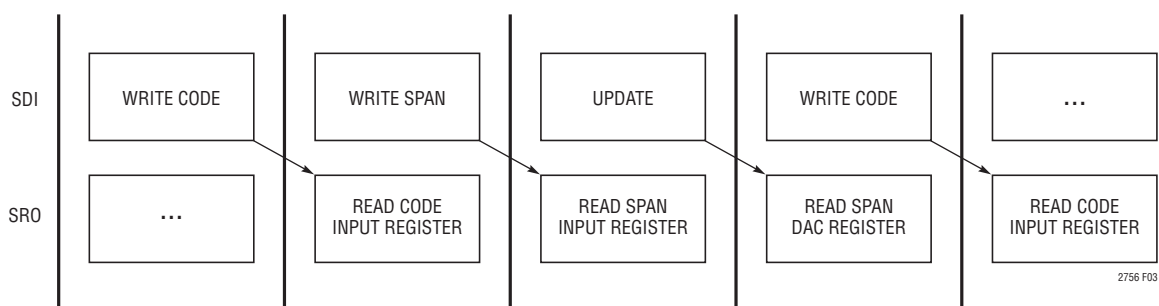 SDI
WRITE CODE
WRITE SPAN
UPDATE
WRITE CODE
...
SRO
...
READ CODE
INPUT REGISTER
READ SPAN
INPUT REGISTER
READ SPAN
DAC REGISTER
READ CODE
INPUT REGISTER
2756 F03